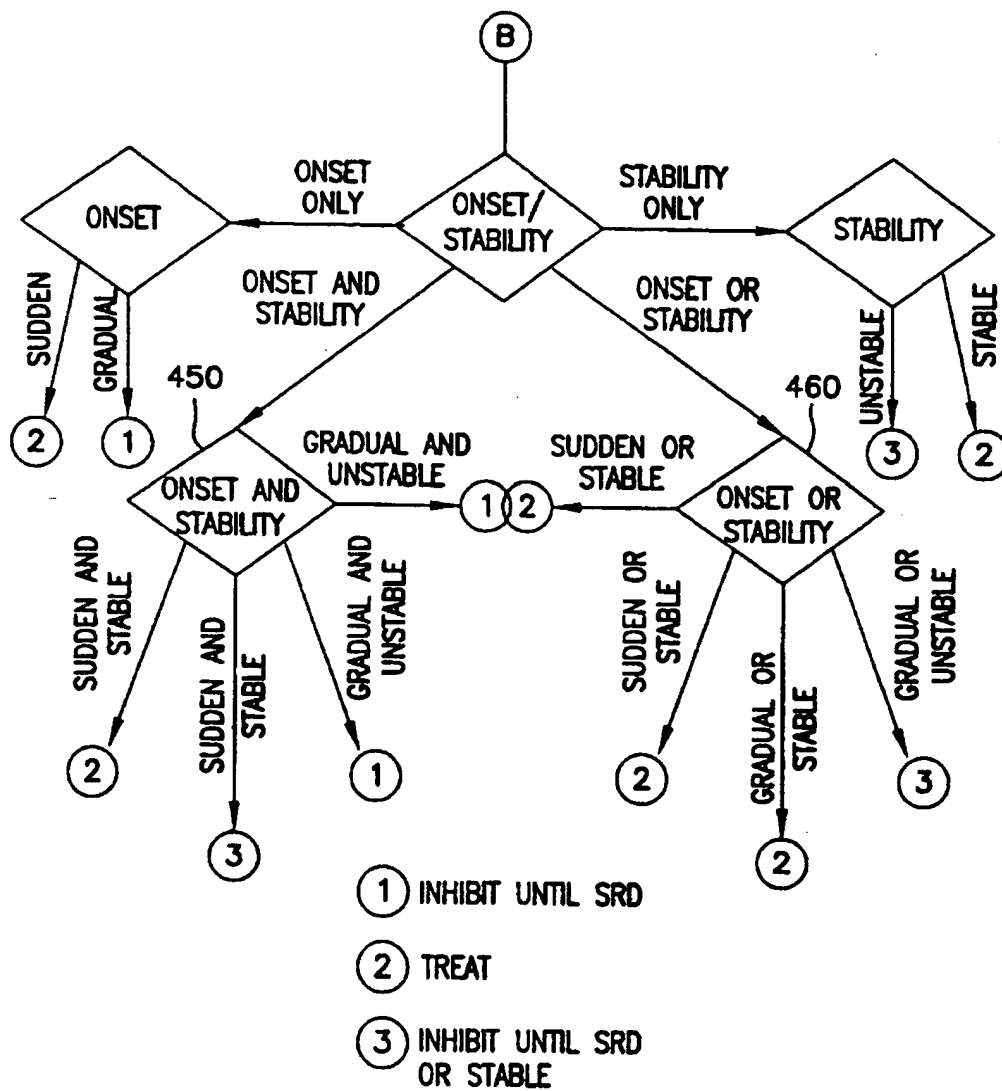 B
ONSET
ONLY
STABILITY
ONLY
ONSET
ONSET/
STABILITY
STABILITY
ONSET AND
STABILITY
ONSET OR
STABILITY
SUDDEN
GRADUAL
UNSTABLE
STABLE
450
460
2
1
3
2
GRADUAL AND
UNSTABLE
SUDDEN OR
STABLE
ONSET AND
STABILITY
1 2
ONSET OR
STABILITY
SUDDEN AND
STABLE
SUDDEN AND
STABLE
GRADUAL AND
UNSTABLE
SUDDEN OR
STABLE
GRADUAL OR
STABLE
GRADUAL OR
UNSTABLE
2
1
2
3
3
2
1 INHIBIT UNTIL SRD
2 TREAT
3 INHIBIT UNTIL SRD
OR STABLE